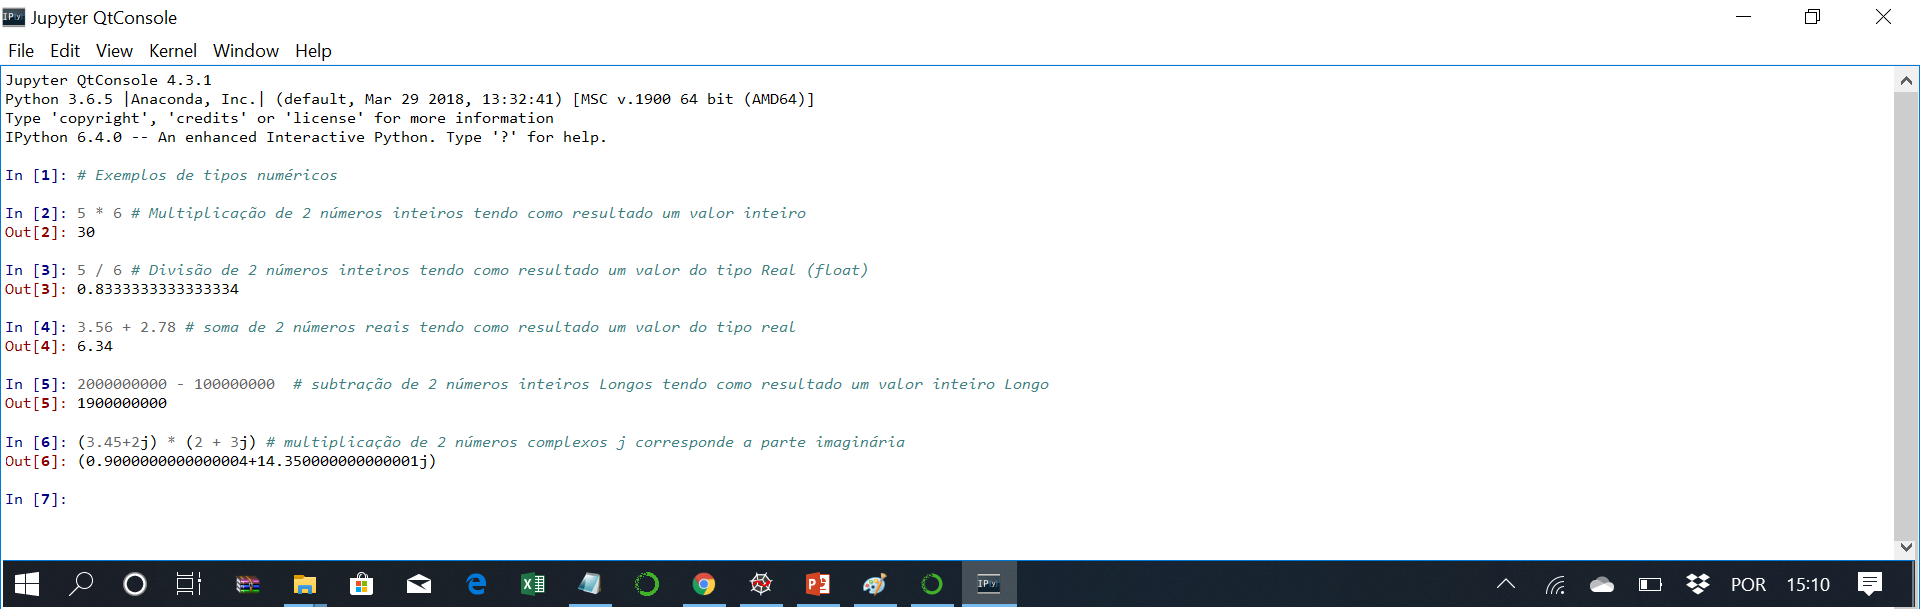 Jupyter QtConsole
File Edit View Kernel Window Help
Jupyter QtConsole 4.3.1
Python 3.6.5 |Anaconda, Inc.| (default, Mar 29 2018, 13:32:41) [MSC v.1900 64 bit (AMD64)]
Type 'copyright', 'credits' or 'license' for more information
IPython 6.4.0 -- An enhanced Interactive Python. Type '?' for help.
In [1]: # Exemplos de tipos numéricos
In [2]: 5 * 6 # Multiplicação de 2 números inteiros tendo como resultado um valor inteiro
Out[2]: 30
In [3]: 5 / 6 # Divisão de 2 números inteiros tendo como resultado um valor do tipo Real (float)
Out[3]: 0.8333333333333334
In [4]: 3.56 + 2.78 # soma de 2 números reais tendo como resultado um valor do tipo real
Out[4]: 6.34
In [5]: 2000000000 - 100000000  # subtração de 2 números inteiros Longos tendo como resultado um valor inteiro Longo
Out[5]: 1900000000
In [6]: (3.45+2j) * (2 + 3j) # multiplicação de 2 números complexos j corresponde a parte imaginária
Out[6]: (0.9000000000000004+14.350000000000001j)
In [7]:
POR 15:10